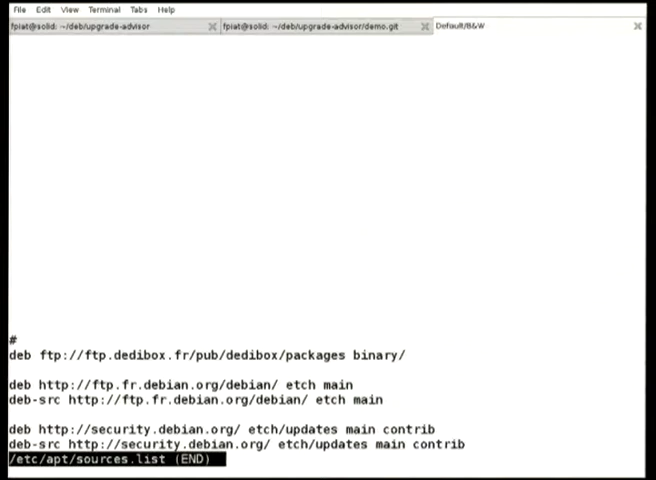 File Edit View Terminal Tabs Help
fpiat@solid: ~/deb/upgrade-advisor
fpiat@solid: ~/deb/upgrade-advisor/demo.git
Default/B&W
#
deb ftp://ftp.dedibox.fr/pub/dedibox/packages binary/
deb http://ftp.fr.debian.org/debian/ etch main
deb-src http://ftp.fr.debian.org/debian/ etch main
deb http://security.debian.org/ etch/updates main contrib
deb-src http://security.debian.org/ etch/updates main contrib
/etc/apt/sources.list (END)